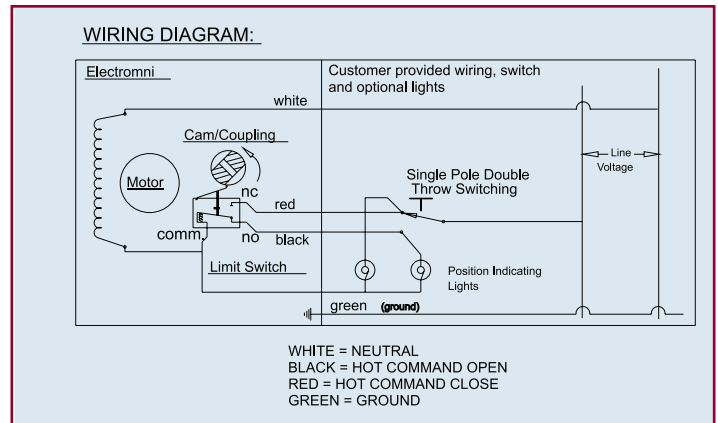 WIRING DIAGRAM:
Electromni
Customer provided wiring, switch
and optional lights
white
Cam/Coupling
Line
Voltage
Single Pole Double
Throw Switching
Motor
nc
red
comm.
no
black
Limit Switch
Position Indicating
Lights
green (ground)
WHITE = NEUTRAL
BLACK = HOT COMMAND OPEN
RED = HOT COMMAND CLOSE
GREEN = GROUND